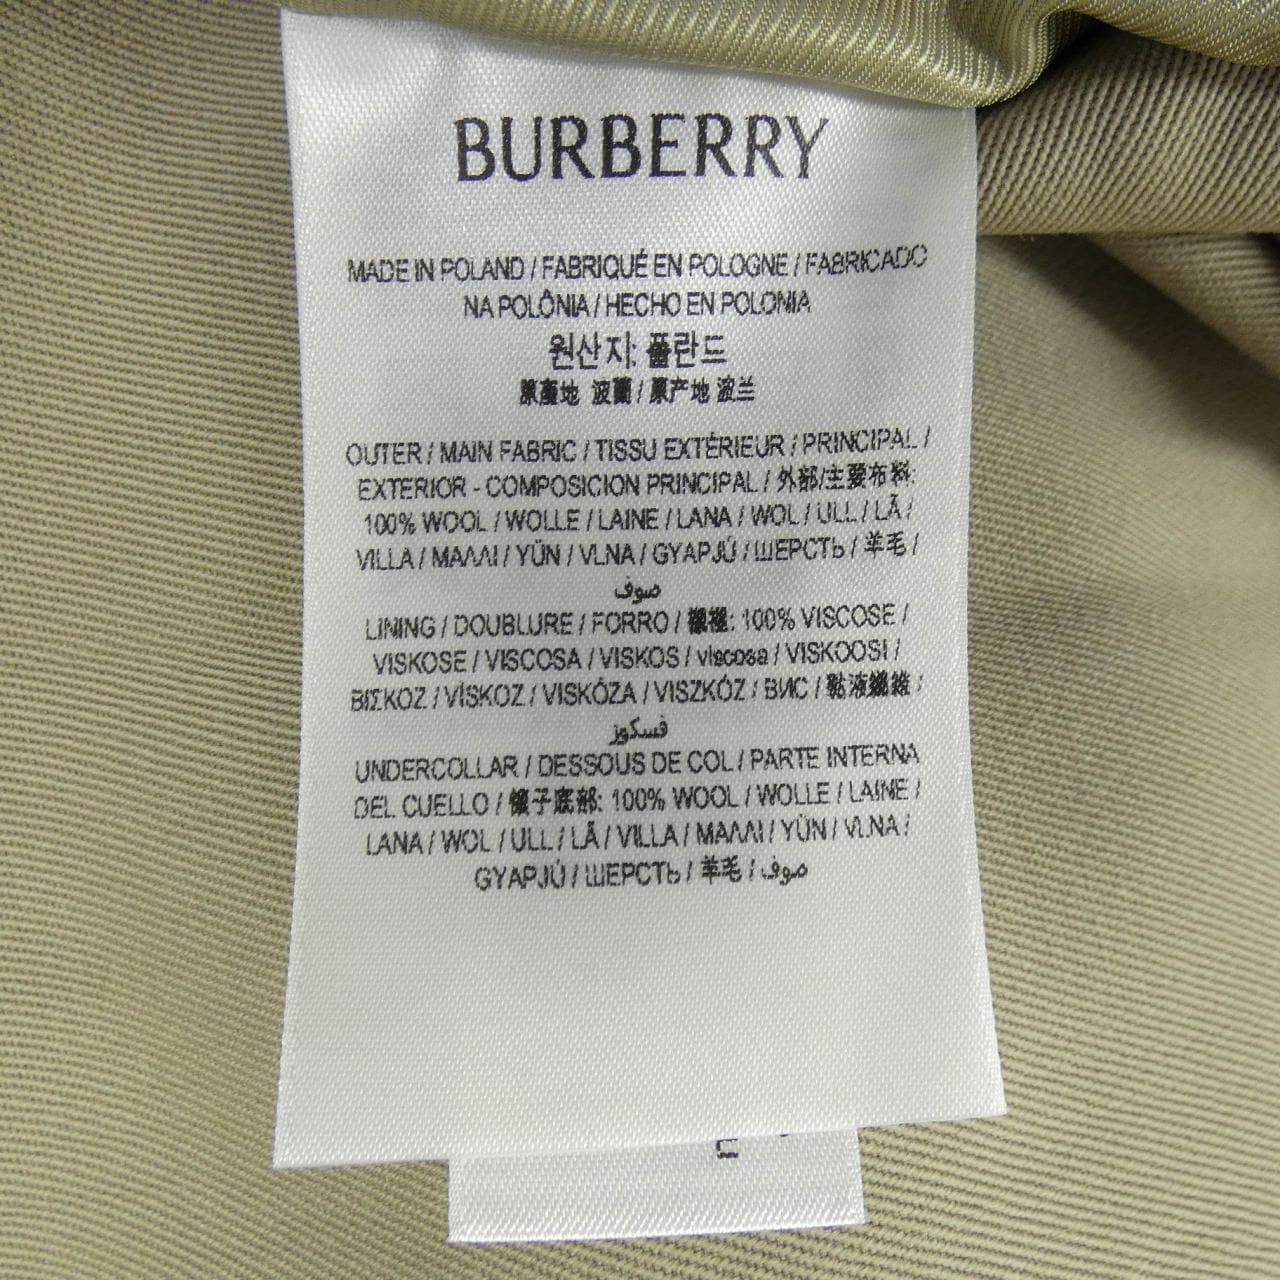 BURBERRY
MADE IN POLAND / FABRIQUÉ EN POLOGNE / FABRICADO
NA POLÔNIA / HECHO EN POLONIA
원산지: 폴란드
原產地 波蘭 / 原产地 波兰
OUTER / MAIN FABRIC / TISSU EXTÉRIEUR / PRINCIPAL /
EXTERIOR - COMPOSICION PRINCIPAL / 外部/主要布料:
100% WOOL / WOLLE / LAINE / LANA / WOL / ULL / LÃ /
VILLA / ΜΑΛΛΙ / YÜN / VLNA / GYAPJÚ / ШЕРСТЬ / 羊毛 /
صوف
LINING / DOUBLURE / FORRO / 襯裡: 100% VISCOSE /
VISKOSE / VISCOSA / VISKOS / viscosa / VISKOOSI /
ΒΙΣΚΟΖ / VİSKOZ / VISKÓZA / VISZKÓZ / ВИС / 黏液纖維 /
فسكوز
UNDERCOLLAR / DESSOUS DE COL / PARTE INTERNA
DEL CUELLO / 領子底部: 100% WOOL / WOLLE / LAINE /
LANA / WOL / ULL / LÃ / VILLA / ΜΑΛΛΙ / YÜN / VLNA /
GYAPJÚ / ШЕРСТЬ / 羊毛 / صوف